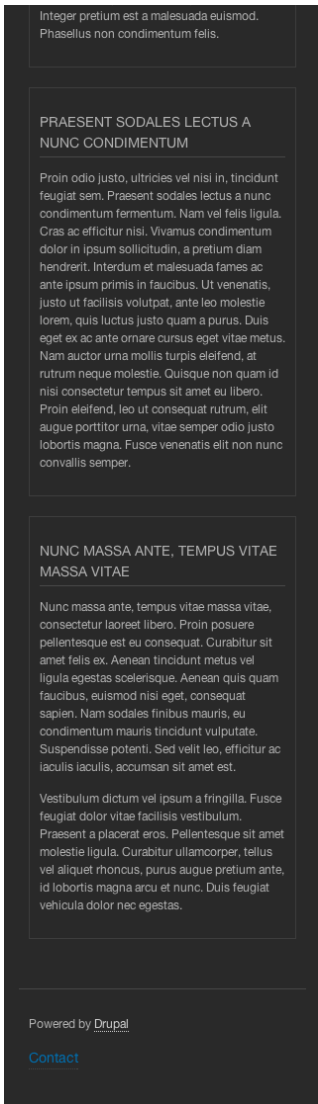 Integer pretium est a malesuada euismod.
Phasellus non condimentum felis.
PRAESENT SODALES LECTUS A
NUNC CONDIMENTUM
Proin odio justo, ultricies vel nisi in, tincidunt
feugiat sem. Praesent sodales lectus a nunc
condimentum fermentum. Nam vel felis ligula.
Cras ac efficitur nisi. Vivamus condimentum
dolor in ipsum sollicitudin, a pretium diam
hendrerit. Interdum et malesuada fames ac
ante ipsum primis in faucibus. Ut venenatis,
justo ut facilisis volutpat, ante leo molestie
lorem, quis luctus justo quam a purus. Duis
eget ex ac ante ornare cursus eget vitae metus.
Nam auctor urna mollis turpis eleifend, at
rutrum neque molestie. Quisque non quam id
nisi consectetur tempus sit amet eu libero.
Proin eleifend, leo ut consequat rutrum, elit
augue porttitor urna, vitae semper odio justo
lobortis magna. Fusce venenatis elit non nunc
convallis semper.
NUNC MASSA ANTE, TEMPUS VITAE
MASSA VITAE
Nunc massa ante, tempus vitae massa vitae,
consectetur laoreet libero. Proin posuere
pellentesque est eu consequat. Curabitur sit
amet felis ex. Aenean tincidunt metus vel
ligula egestas scelerisque. Aenean quis quam
faucibus, euismod nisi eget, consequat
sapien. Nam sodales finibus mauris, eu
condimentum mauris tincidunt vulputate.
Suspendisse potenti. Sed velit leo, efficitur ac
iaculis iaculis, accumsan sit amet est.
Vestibulum dictum vel ipsum a fringilla. Fusce
feugiat dolor vitae facilisis vestibulum.
Praesent a placerat eros. Pellentesque sit amet
molestie ligula. Curabitur ullamcorper, tellus
vel aliquet rhoncus, purus augue pretium ante,
id lobortis magna arcu et nunc. Duis feugiat
vehicula dolor nec egestas.
Powered by Drupal
Contact